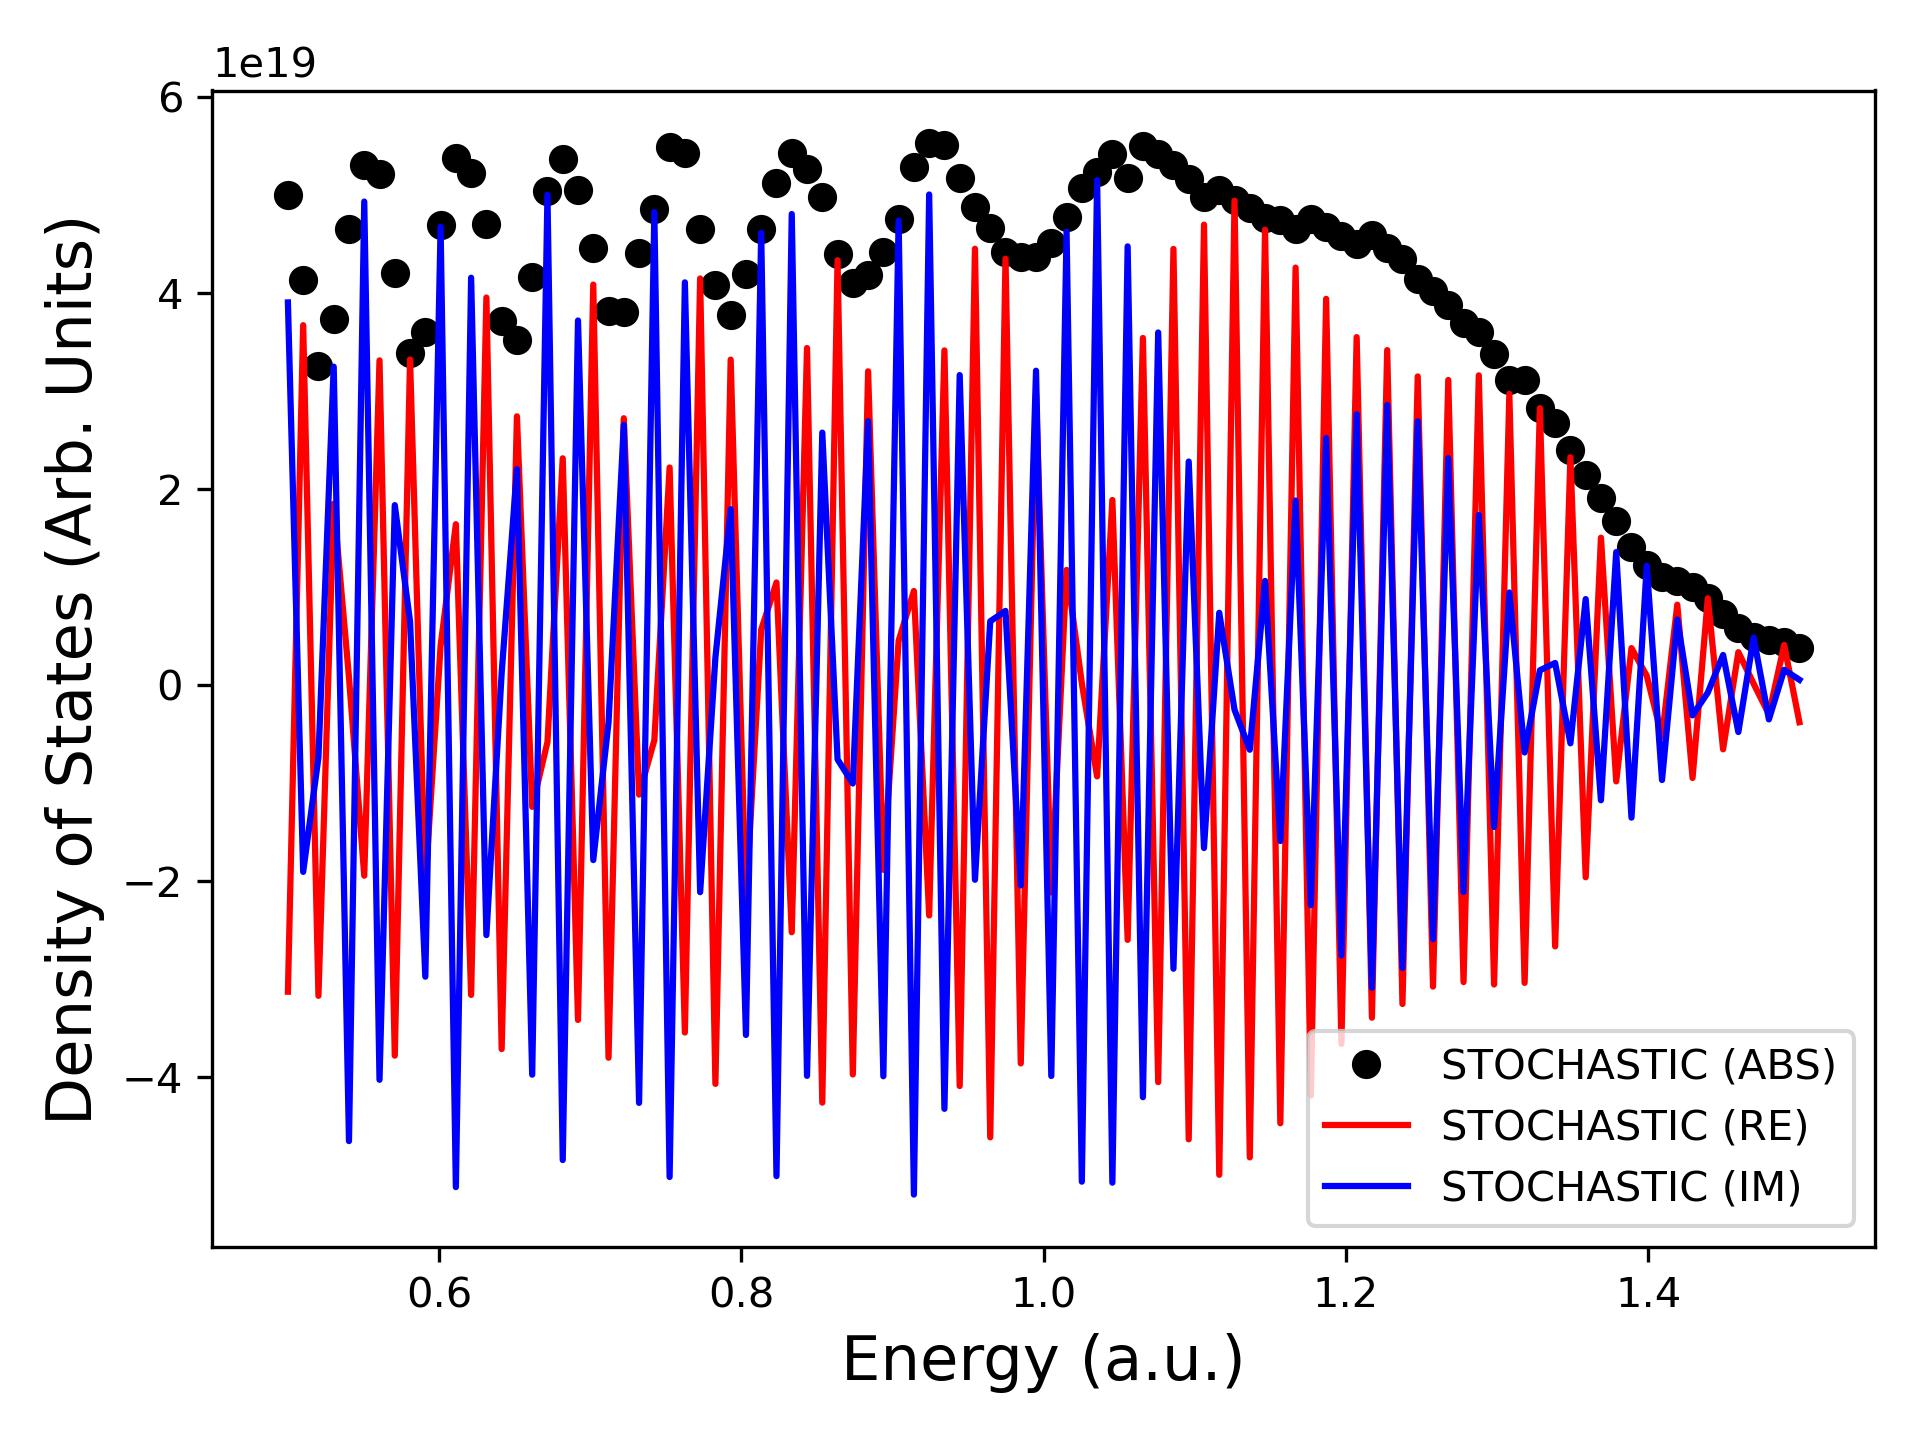 1e19
6
4
2
0
−2
−4
Density of States (Arb. Units)
STOCHASTIC (ABS)
STOCHASTIC (RE)
STOCHASTIC (IM)
0.6 0.8 1.0 1.2 1.4
Energy (a.u.)